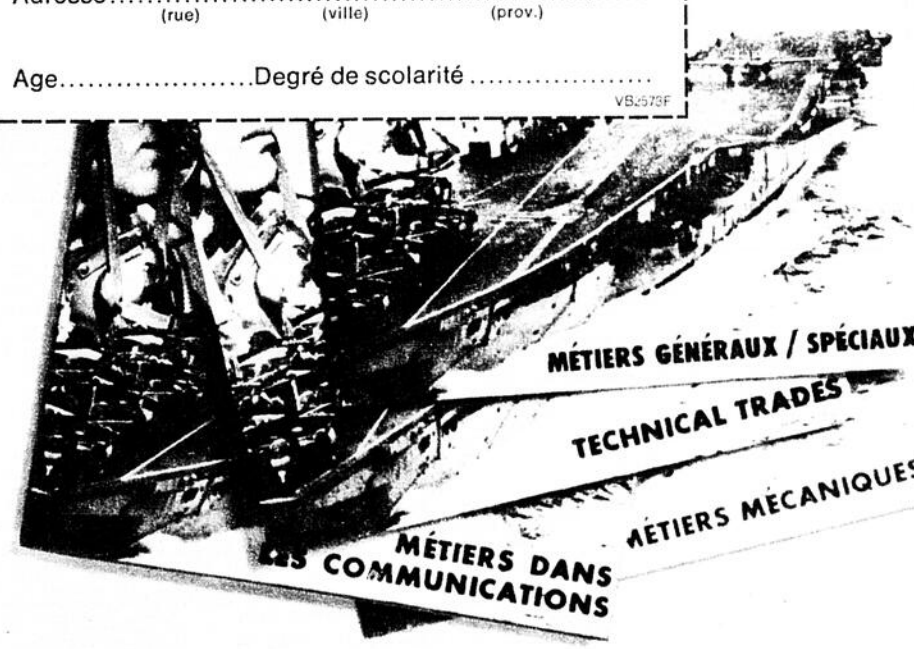 Adresse
(rue) (ville) (prov.)
Age.....................Degré de scolarité ...................
MÉTIERS GÉNÉRAUX / SPÉCIAUX
TECHNICAL TRADES
MÉTIERS MÉCANIQUES
MÉTIERS DANS
LES COMMUNICATIONS